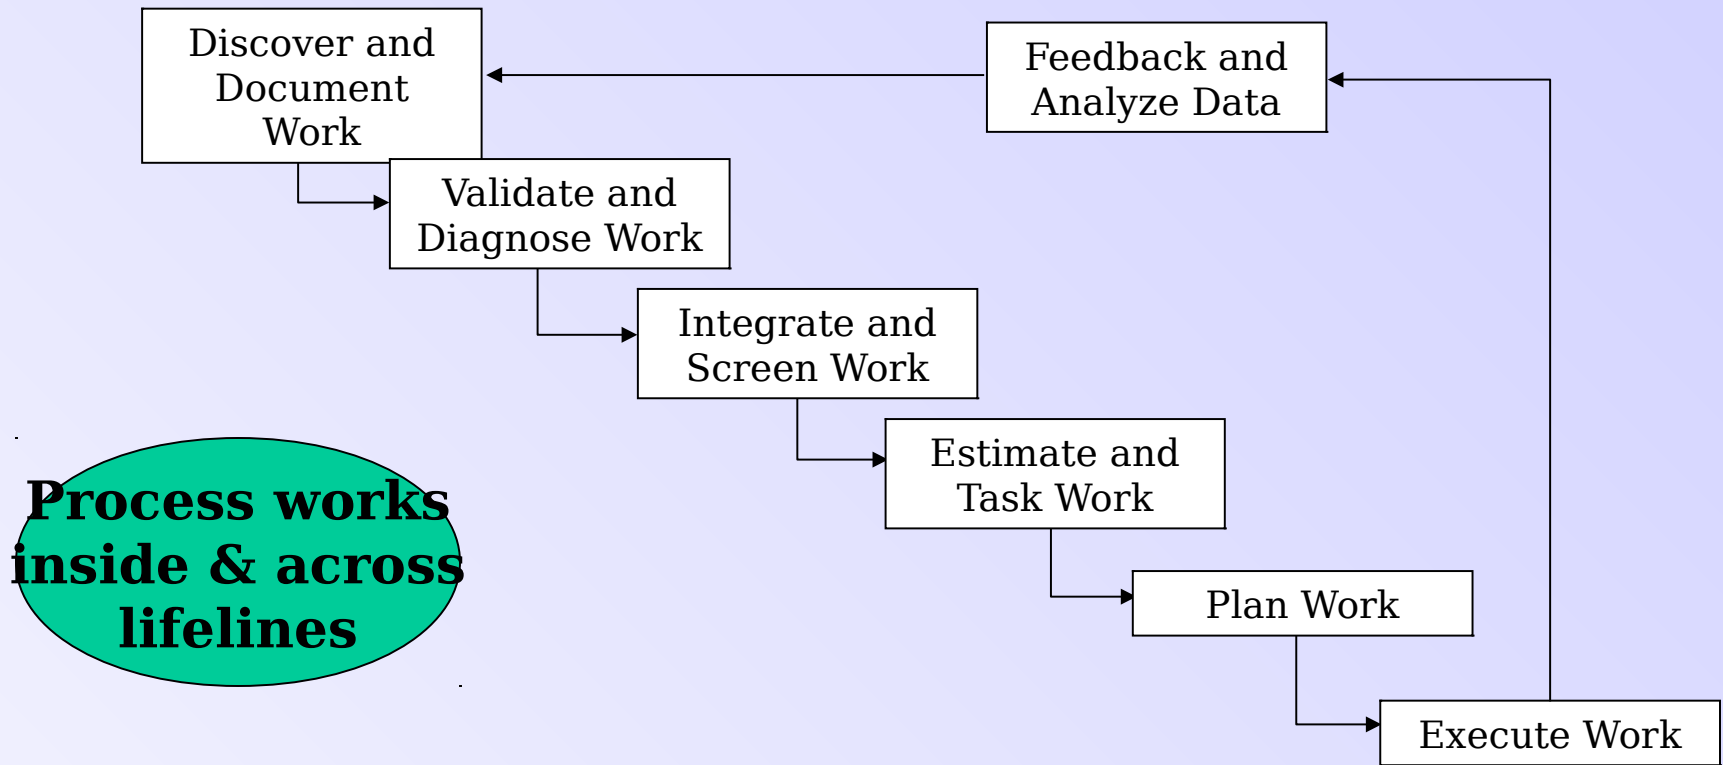 Discover and
Document
Work
Feedback and
Analyze Data
Validate and
Diagnose Work
Integrate and
Screen Work
Estimate and
Task Work
Process works
inside & across
lifelines
Plan Work
Execute Work